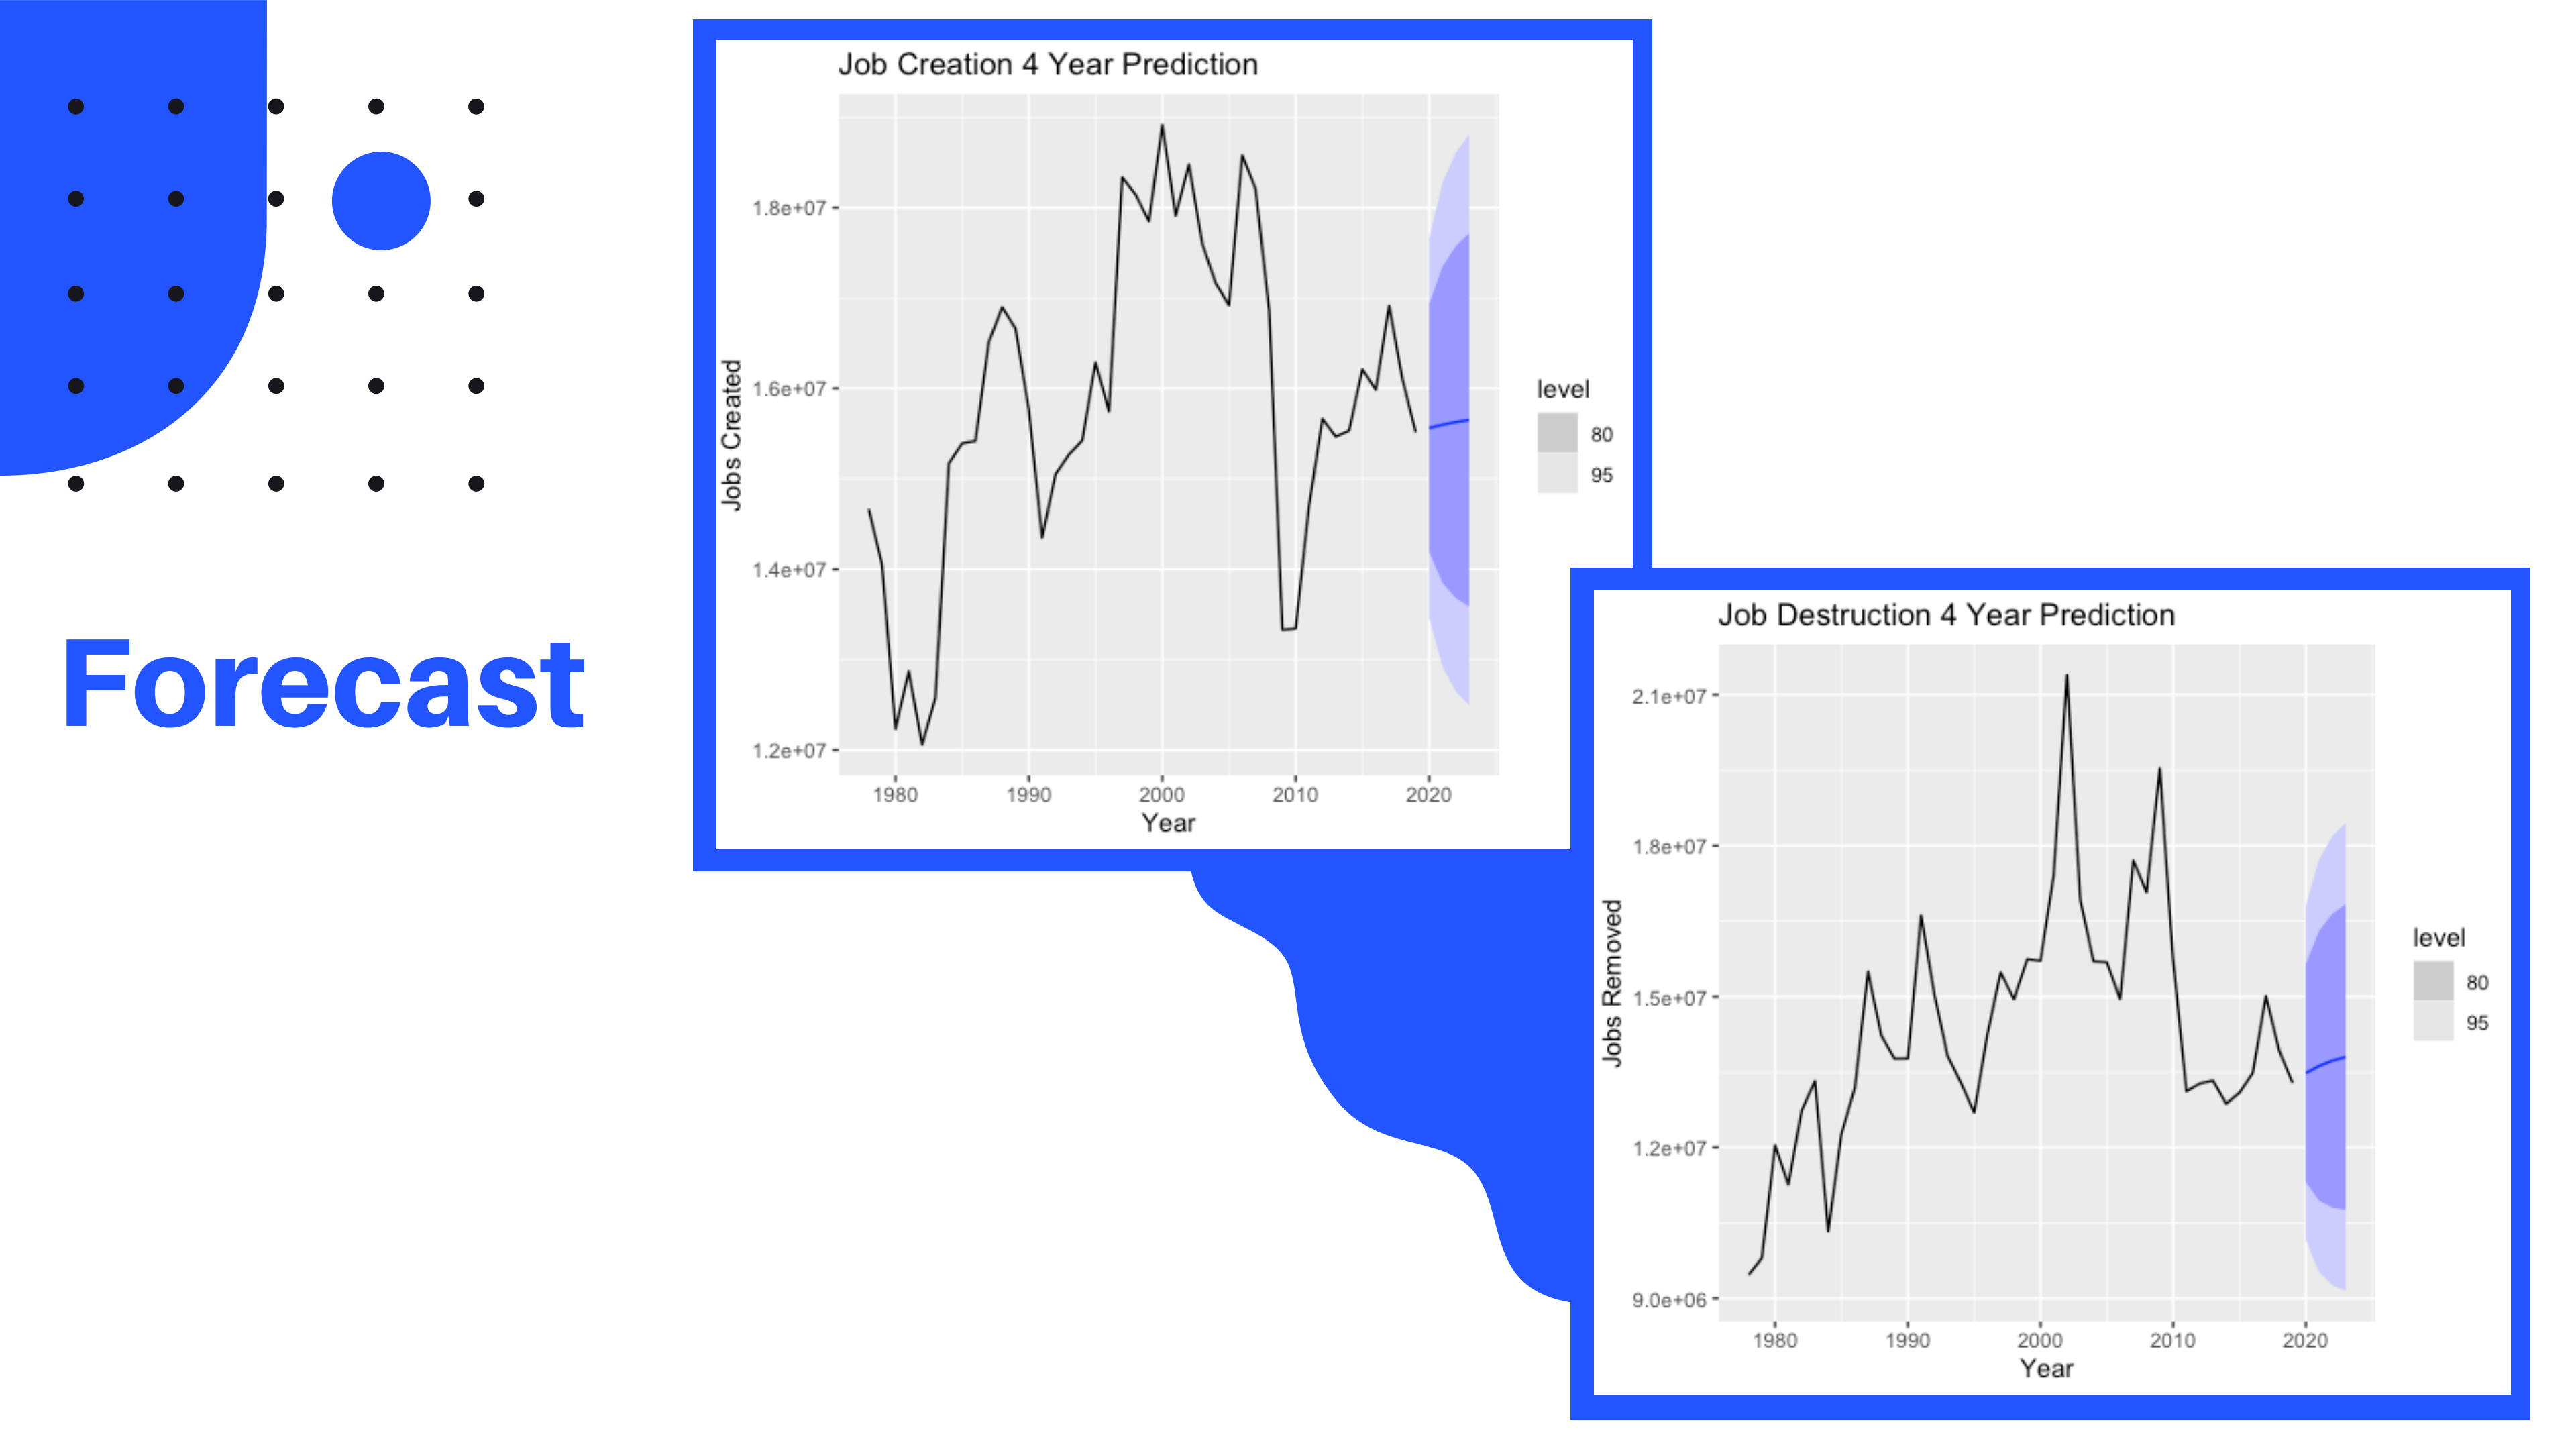 Forecast
Job Creation 4 Year Prediction
Jobs Created
1.8e+07
1.6e+07
1.4e+07
1.2e+07
1980 1990 2000 2010 2020
Year
level
80
95
Job Destruction 4 Year Prediction
Jobs Removed
2.1e+07
1.8e+07
1.5e+07
1.2e+07
9.0e+06
1980 1990 2000 2010 2020
Year
level
80
95